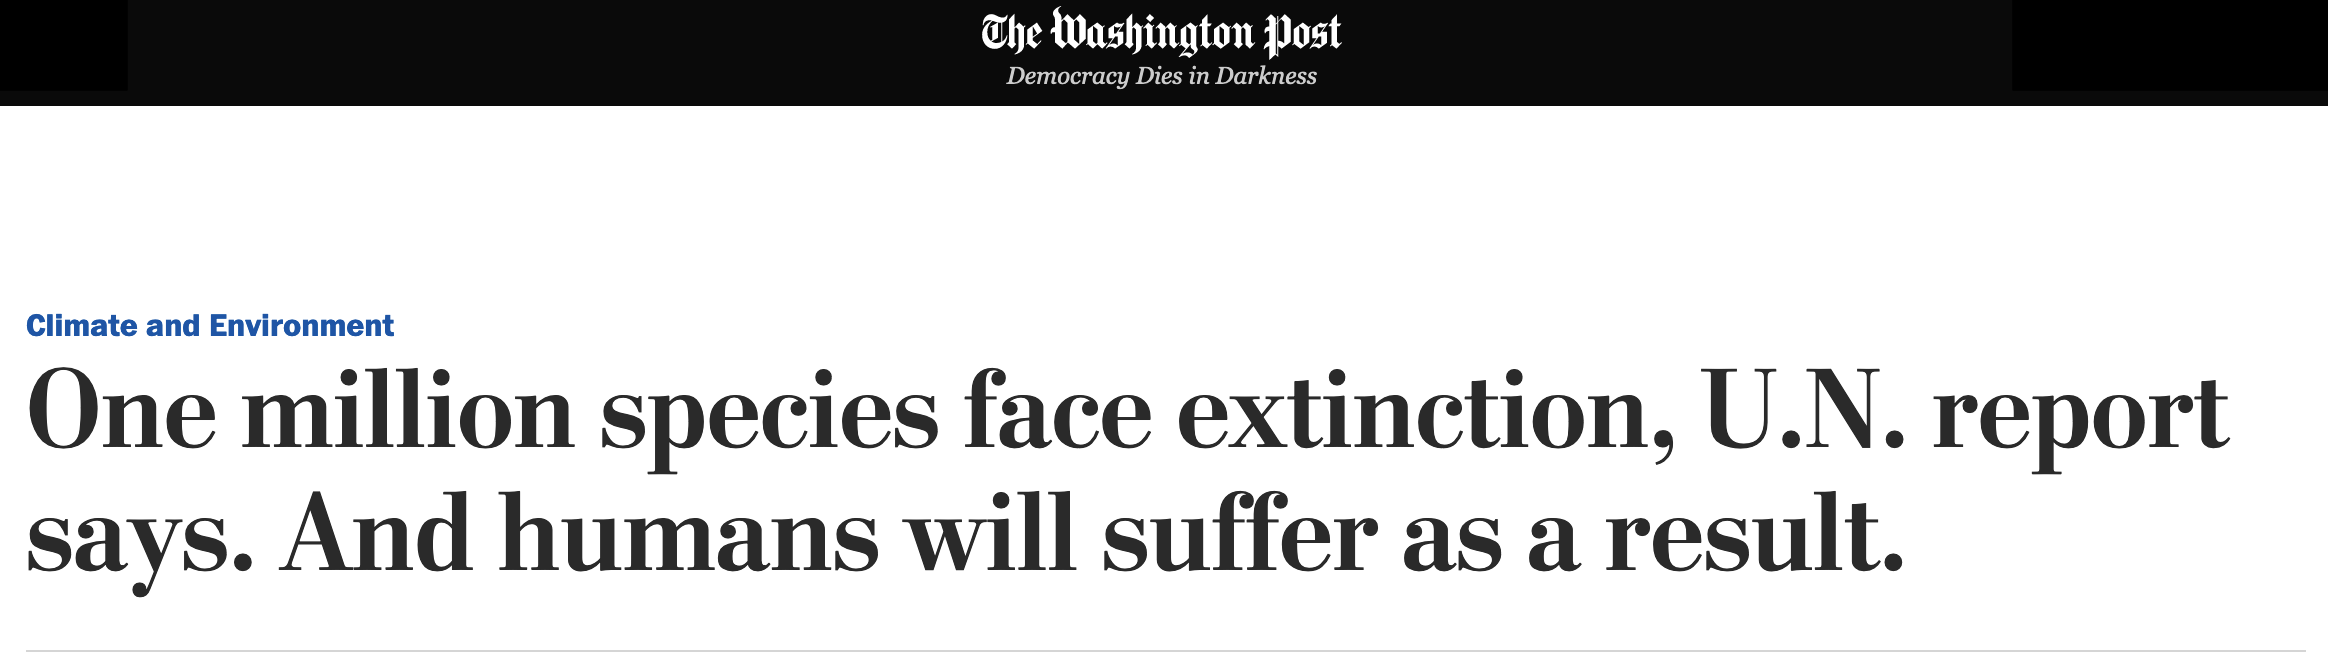 The Washington Post
Democracy Dies in Darkness
Climate and Environment
One million species face extinction, U.N. report
says. And humans will suffer as a result.